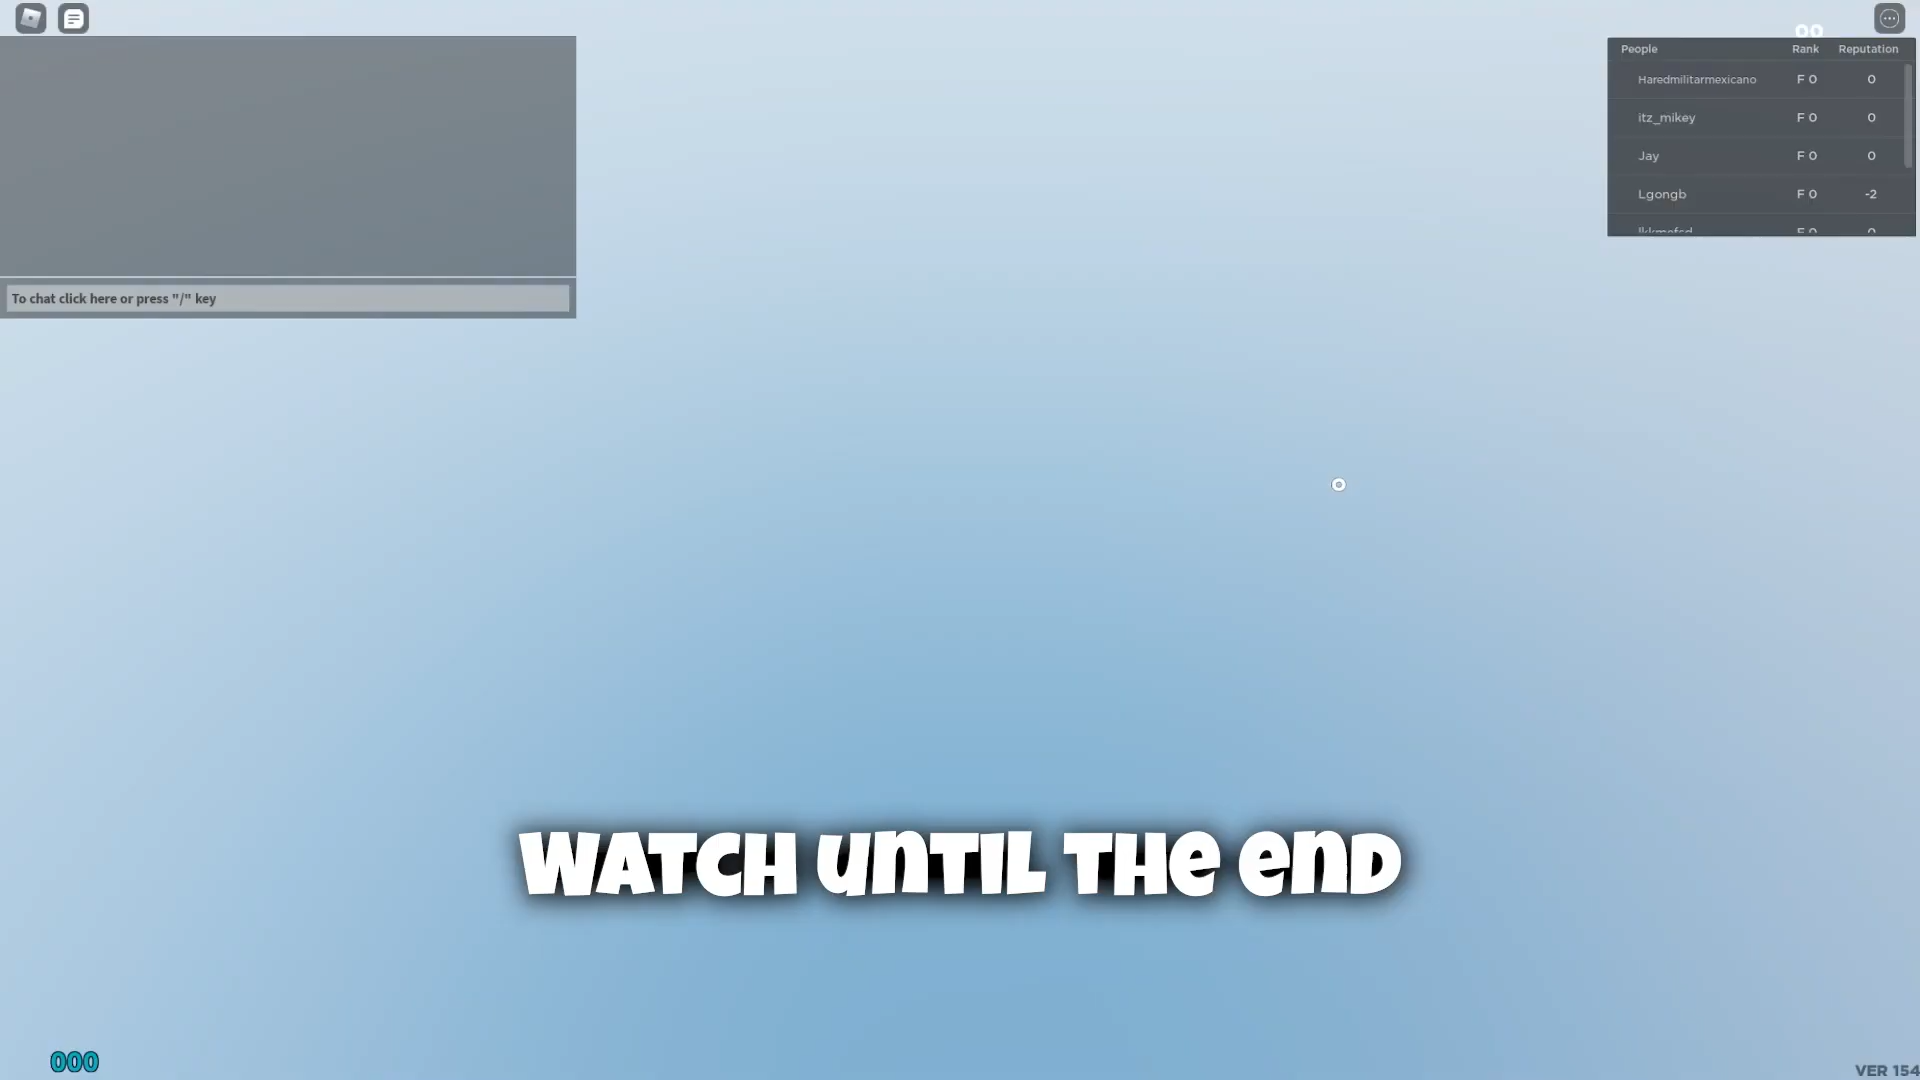 00
People Rank Reputation
Haredmilitarmexicano F 0 0
itz_mikey F 0 0
Jay F 0 0
Lgongb F 0 -2
To chat click here or press "/" key
WATCH UNTIL THE END
000
VER 154